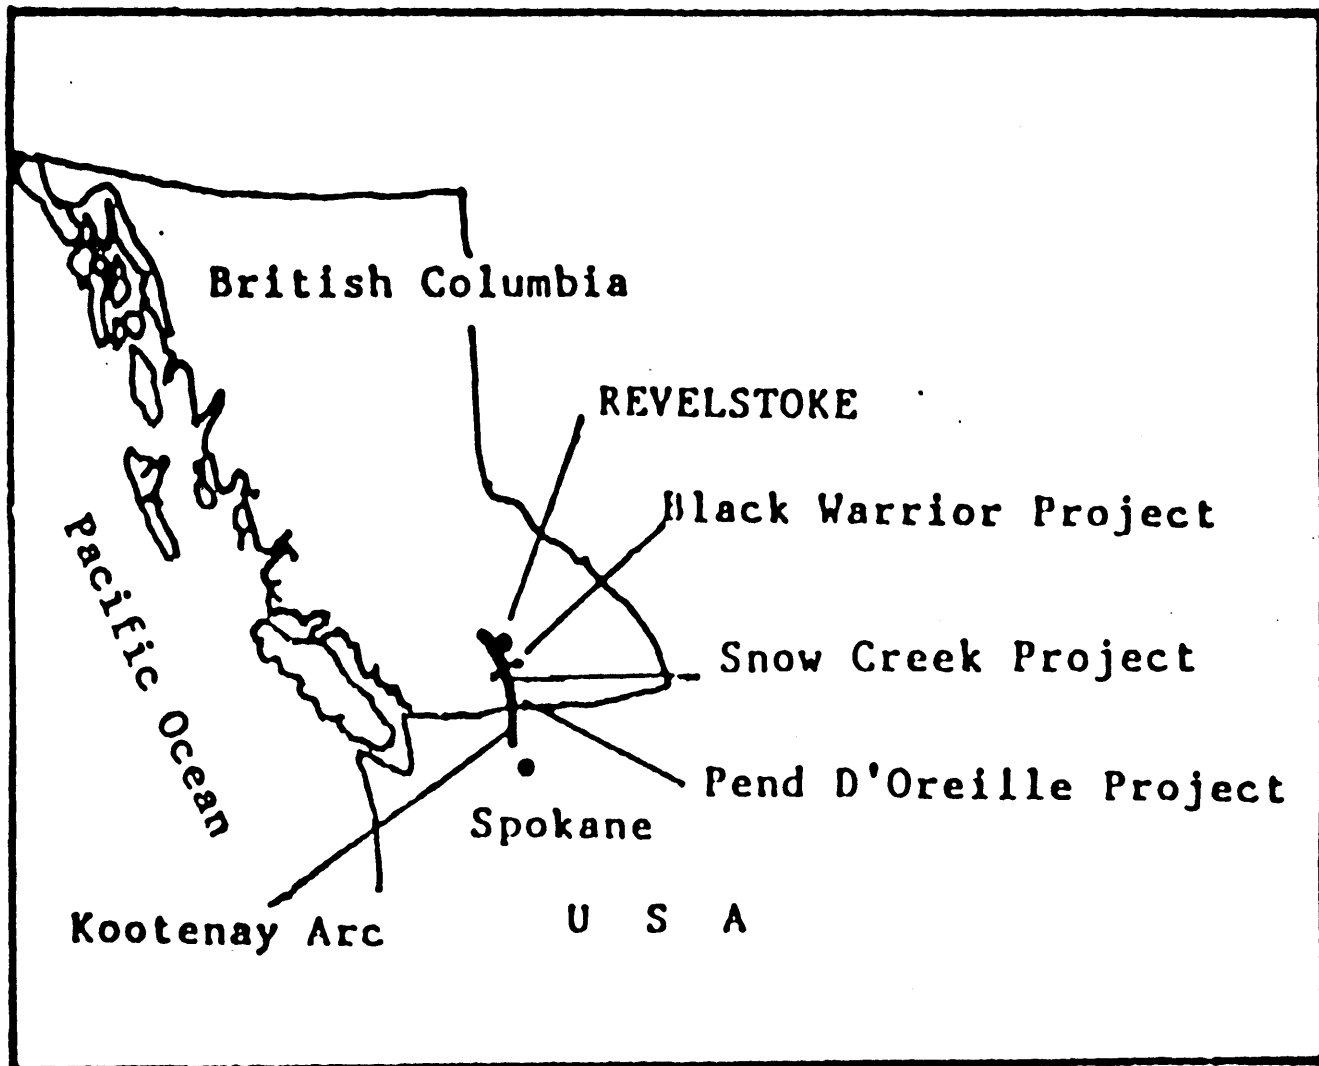 British Columbia
REVELSTOKE
Black Warrior Project
Pacific Ocean
Snow Creek Project
Pend D'Oreille Project
Spokane
Kootenay Arc
U S A